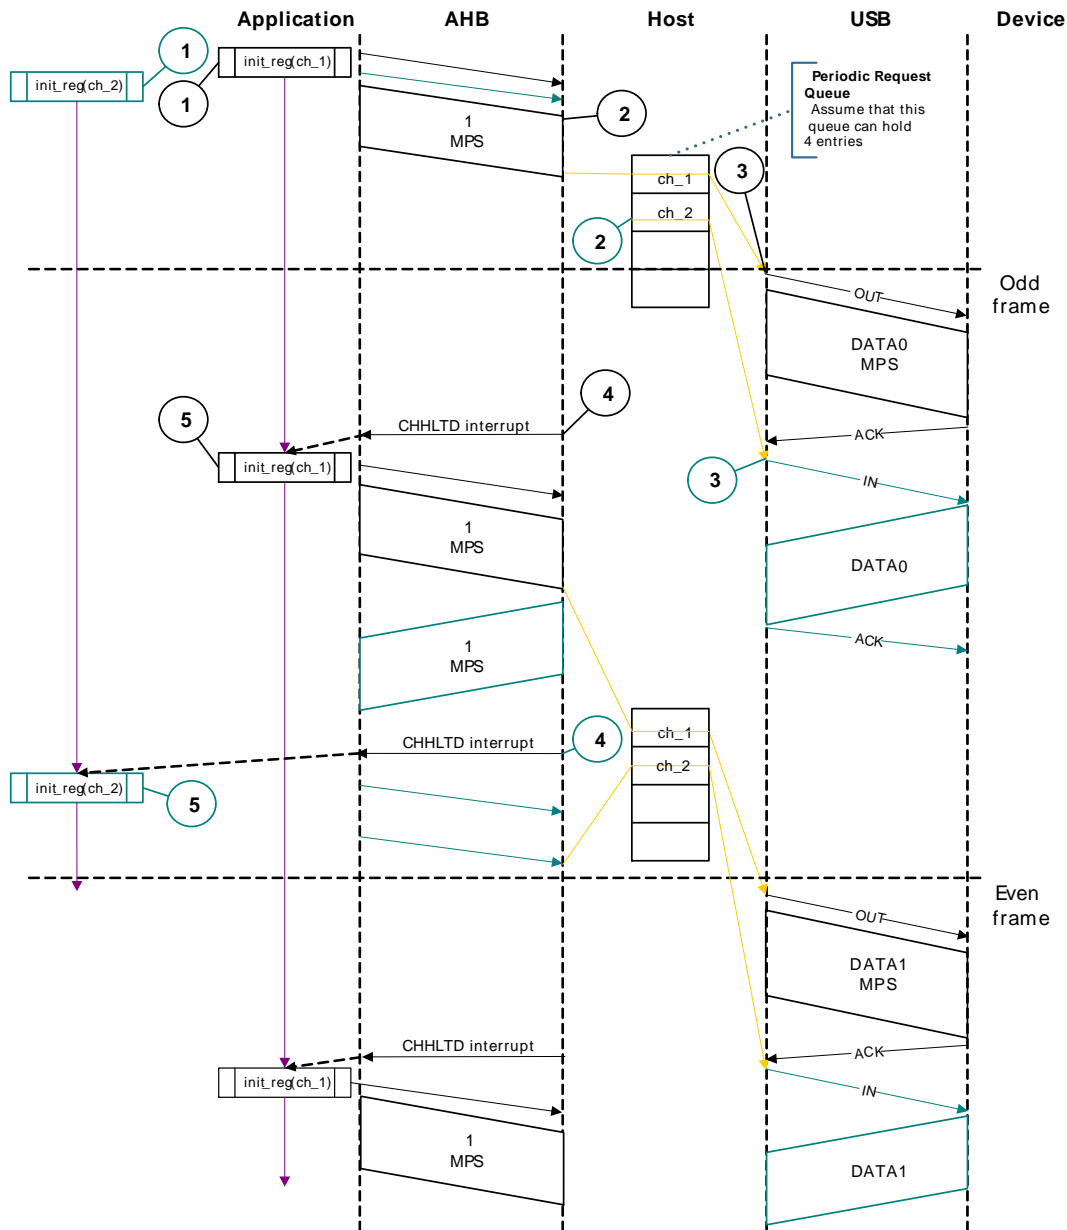 Application
AHB
Host
USB
Device
1
1
init_reg(ch_1)
init_reg(ch_2)
Periodic Request
Queue
Assume that this
queue can hold
4 entries
1
MPS
2
3
ch_1
ch_2
2
Odd
frame
OUT
DATA0
MPS
4
5
CHHLTD interrupt
ACK
init_reg(ch_1)
3
IN
1
MPS
DATA0
ACK
1
MPS
4
CHHLTD interrupt
ch_1
ch_2
init_reg(ch_2)
5
Even
frame
OUT
DATA1
MPS
CHHLTD interrupt
ACK
init_reg(ch_1)
IN
1
MPS
DATA1